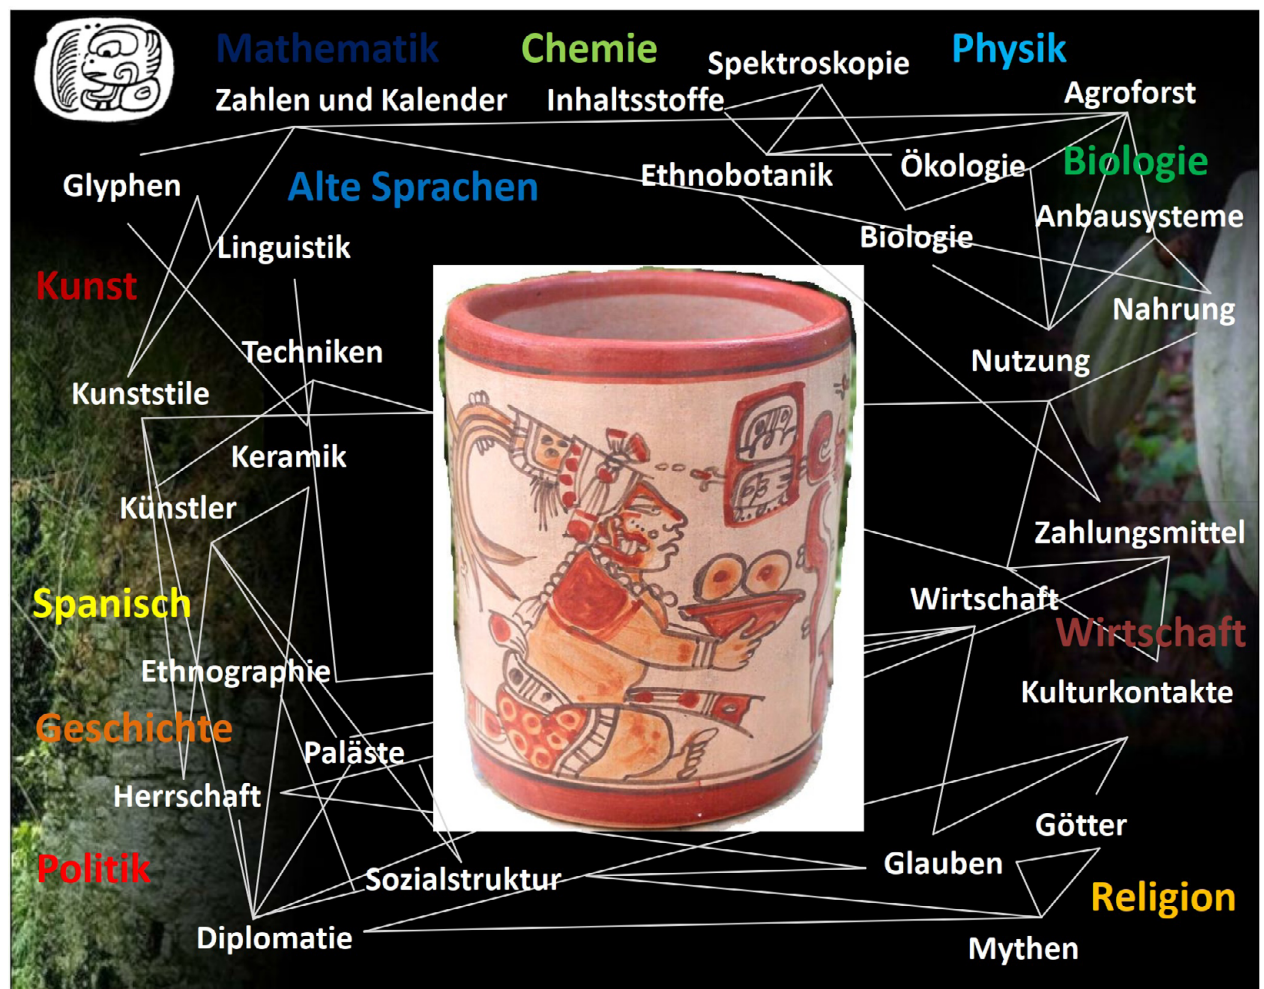 Mathematik
Chemie
Physik
Spektroskopie
Zahlen und Kalender
Inhaltsstoffe
Agroforst
Glyphen
Alte Sprachen
Ethnobotanik
Ökologie
Biologie
Linguistik
Biologie
Anbausysteme
Kunst
Nahrung
Techniken
Nutzung
Kunststile
Keramik
Künstler
Zahlungsmittel
Spanisch
Wirtschaft
Wirtschaft
Ethnographie
Kulturkontakte
Geschichte
Paläste
Herrschaft
Götter
Politik
Sozialstruktur
Glauben
Religion
Diplomatie
Mythen